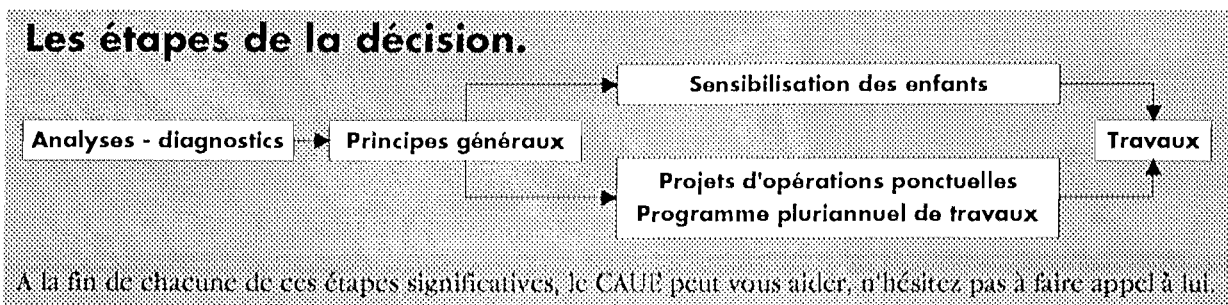 Les étapes de la décision.
Sensibilisation des enfants
Analyses - diagnostics
Principes généraux
Travaux
Projets d'opérations ponctuelles
Programme pluriannuel de travaux
A la fin de chacune de ces étapes significatives, le CAUE peut vous aider, n'hésitez pas à faire appel à lui.